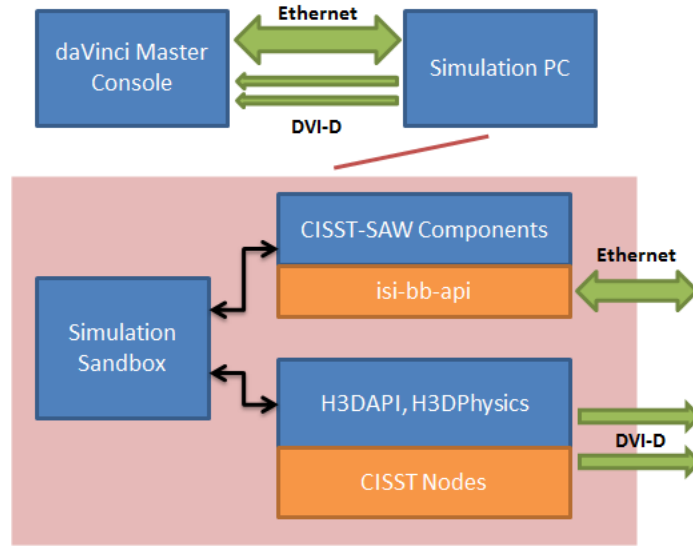 Ethernet
daVinci Master
Console
Simulation PC
DVI-D
CISST-SAW Components
Ethernet
isi-bb-api
Simulation
Sandbox
H3DAPI, H3DPhysics
DVI-D
CISST Nodes